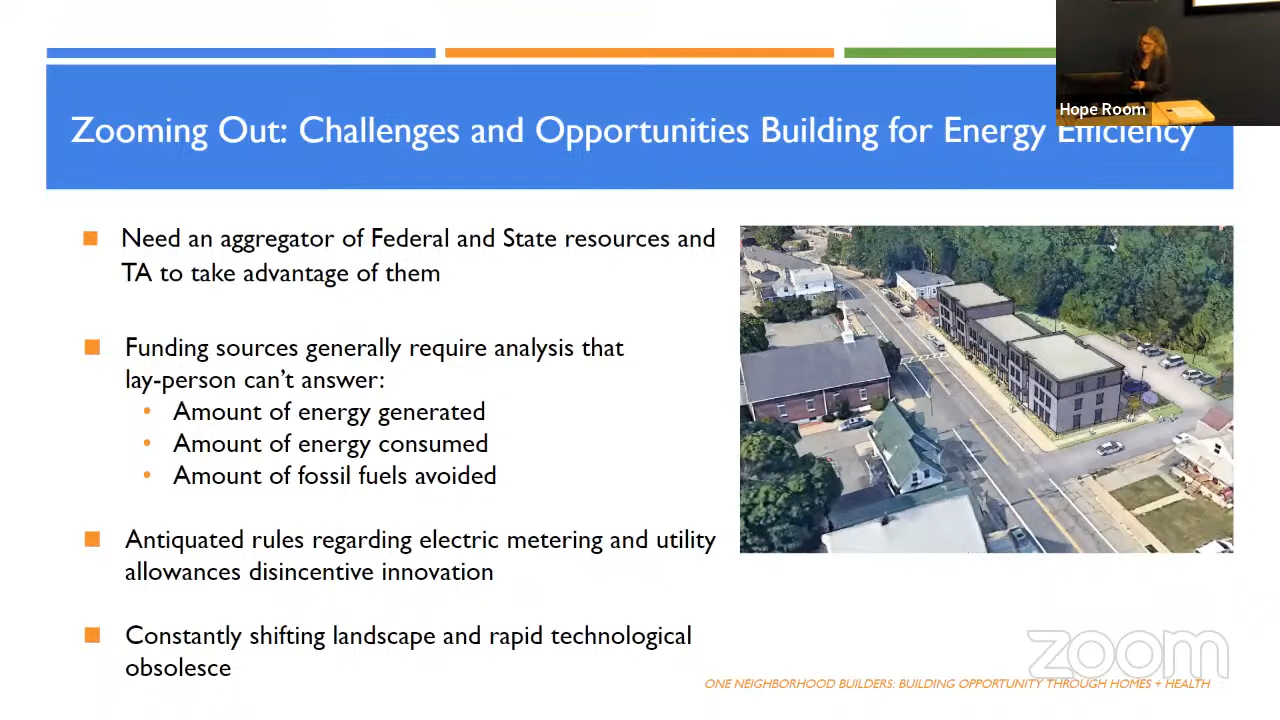 Hope Room
Zooming Out: Challenges and Opportunities Building for Energy Efficiency
Need an aggregator of Federal and State resources and
TA to take advantage of them
Funding sources generally require analysis that
lay-person can't answer:
Amount of energy generated
Amount of energy consumed
Amount of fossil fuels avoided
Antiquated rules regarding electric metering and utility
allowances disincentive innovation
Constantly shifting landscape and rapid technological
obsolesce
zoom
ONE NEIGHBORHOOD BUILDERS: BUILDING OPPORTUNITY THROUGH HOMES + HEALTH